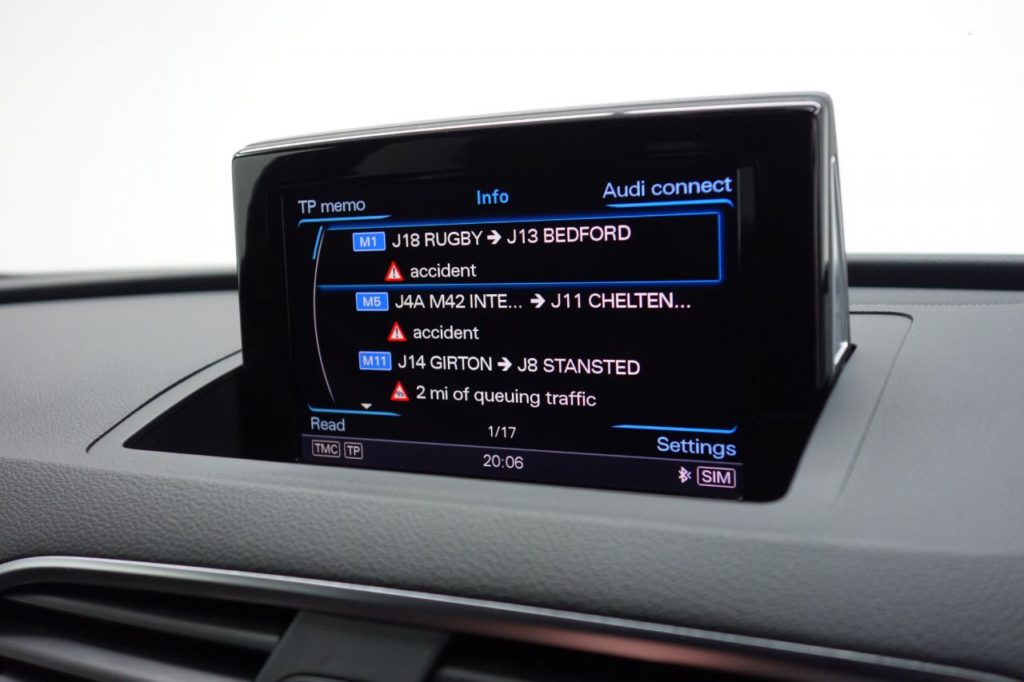 TP memo Info Audi connect
M1 J18 RUGBY → J13 BEDFORD
accident
M5 J4A M42 INTE... → J11 CHELTEN...
accident
M11 J14 GIRTON → J8 STANSTED
2 mi of queuing traffic
Read 1/17 Settings
TMC TP 20:06 SIM